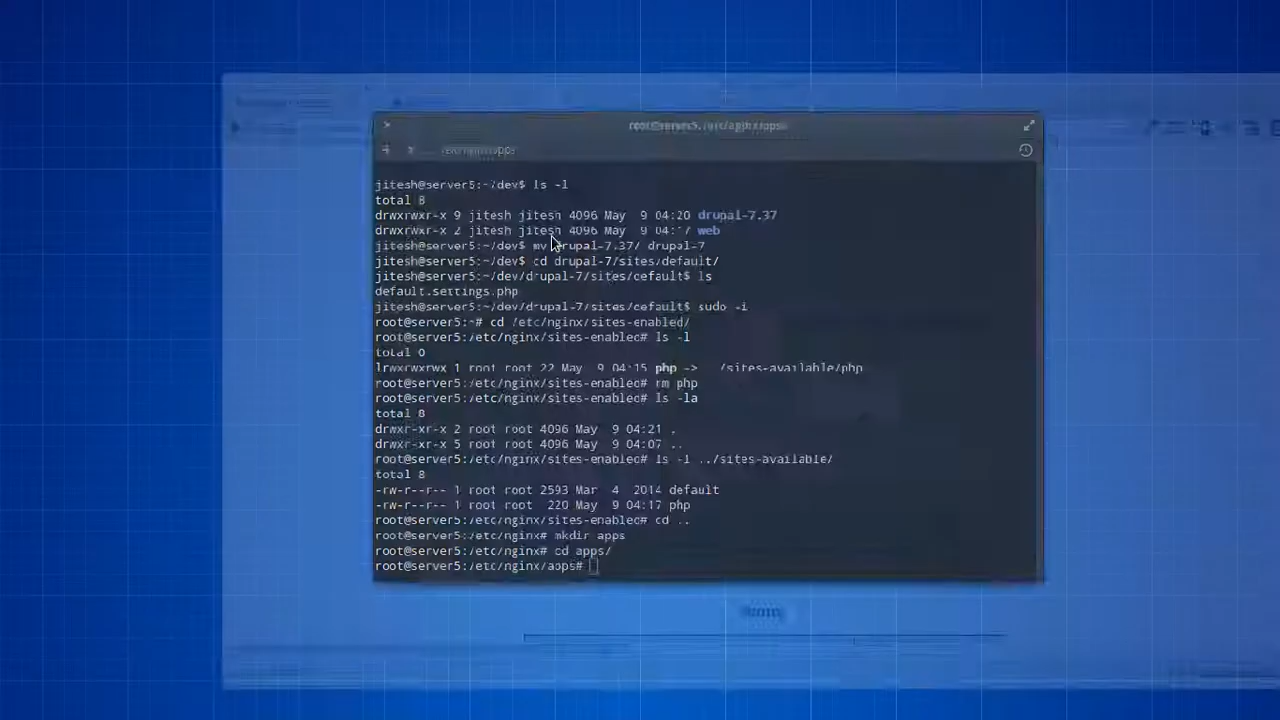 root@server5: /etc/nginx/apps
/etc/nginx/apps
jitesh@server5:~/dev$ ls -l
total 8
drwxrwxr-x 9 jitesh jitesh 4096 May  9 04:20 drupal-7.37
drwxrwxr-x 2 jitesh jitesh 4096 May  9 04:17 web
jitesh@server5:~/dev$ mv drupal-7.37/ drupal-7
jitesh@server5:~/dev$ cd drupal-7/sites/default/
jitesh@server5:~/dev/drupal-7/sites/default$ ls
default.settings.php
jitesh@server5:~/dev/drupal-7/sites/default$ sudo -i
root@server5:~# cd /etc/nginx/sites-enabled/
root@server5:/etc/nginx/sites-enabled# ls -l
total 0
lrwxrwxrwx 1 root root 22 May  9 04:15 php -> ../sites-available/php
root@server5:/etc/nginx/sites-enabled# rm php
root@server5:/etc/nginx/sites-enabled# ls -la
total 8
drwxr-xr-x 2 root root 4096 May  9 04:21 .
drwxr-xr-x 5 root root 4096 May  9 04:07 ..
root@server5:/etc/nginx/sites-enabled# ls -l ../sites-available/
total 8
-rw-r--r-- 1 root root 2593 Mar  4  2014 default
-rw-r--r-- 1 root root  220 May  9 04:17 php
root@server5:/etc/nginx/sites-enabled# cd ..
root@server5:/etc/nginx# mkdir apps
root@server5:/etc/nginx# cd apps/
root@server5:/etc/nginx/apps#